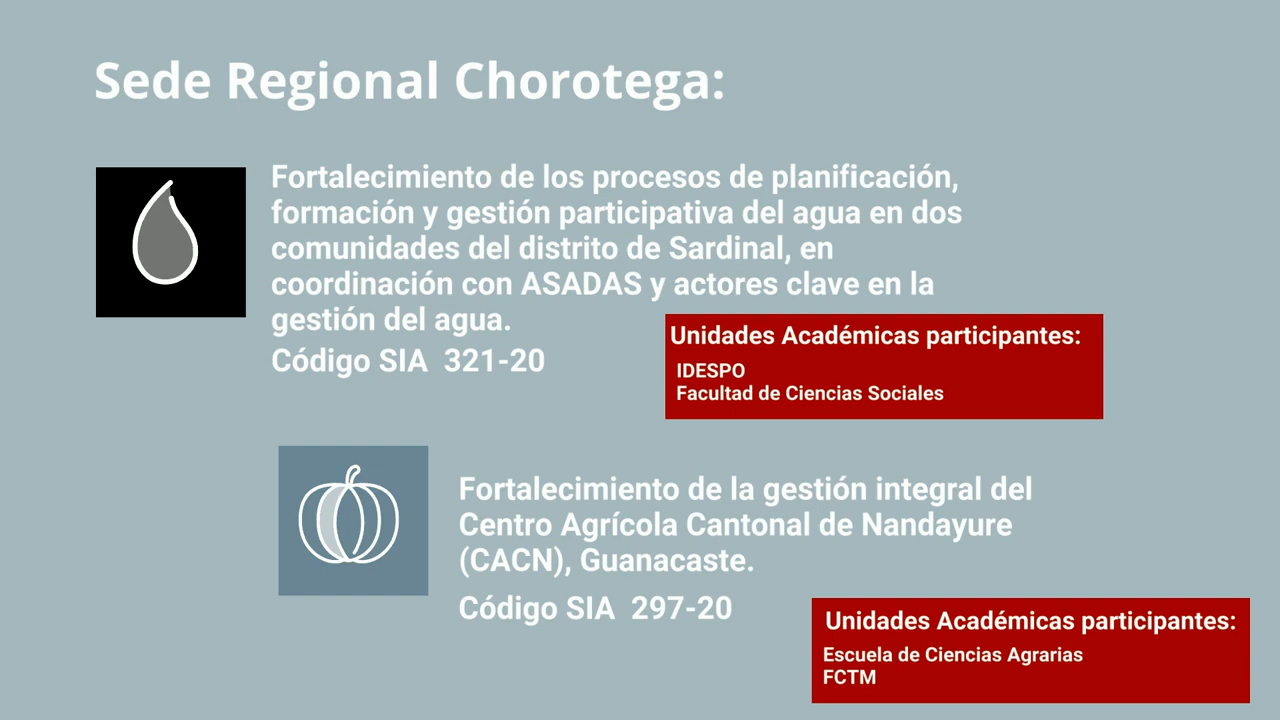 Sede Regional Chorotega:
Fortalecimiento de los procesos de planificación,
formación y gestión participativa del agua en dos
comunidades del distrito de Sardinal, en
coordinación con ASADAS y actores clave en la
gestión del agua.
Código SIA 321-20
Unidades Académicas participantes:
IDESPO
Facultad de Ciencias Sociales
Fortalecimiento de la gestión integral del
Centro Agrícola Cantonal de Nandayure
(CACN), Guanacaste.
Código SIA 297-20
Unidades Académicas participantes:
Escuela de Ciencias Agrarias
FCTM